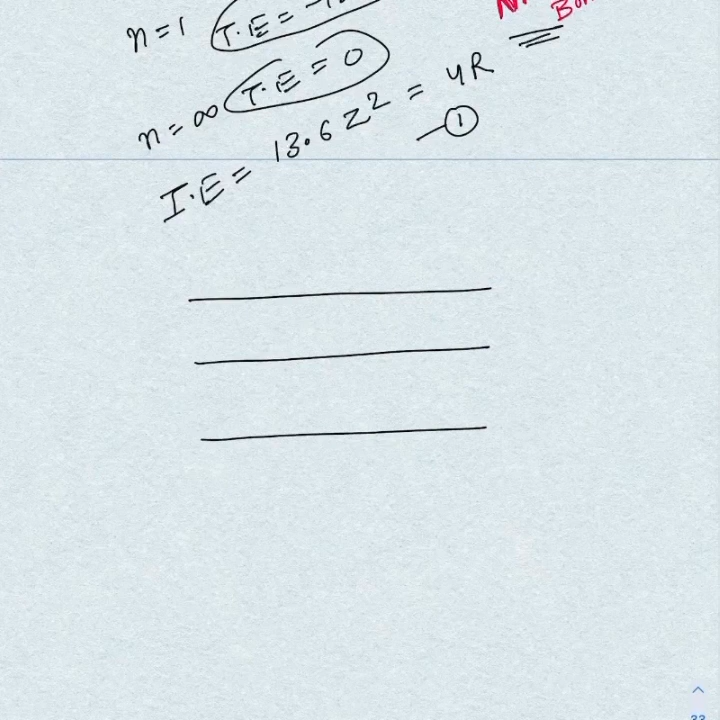 n = 1 T.E = -
n = ∞ T.E = 0
I.E = 13.6 Z² = 4R
①